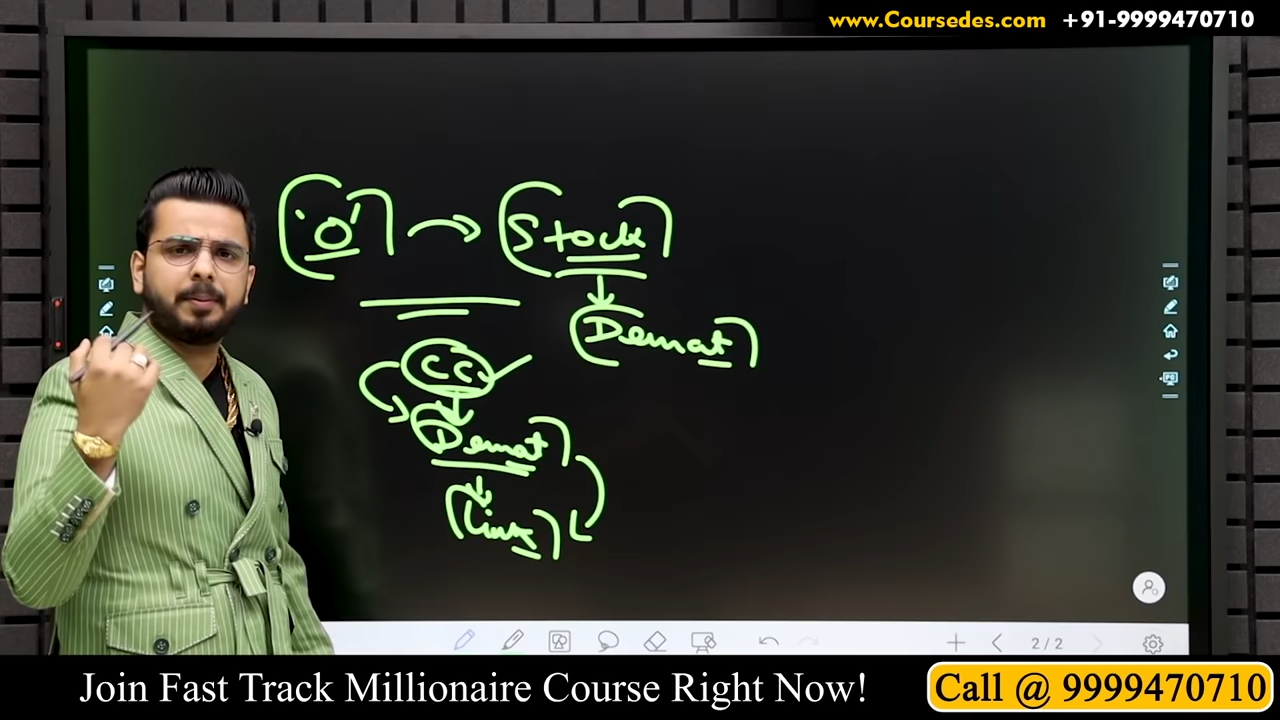 www.Coursedes.com +91-9999470710
'0' Stock
Demat
CC.
Demat
Link
2/2
Join Fast Track Millionaire Course Right Now!
Call @ 9999470710